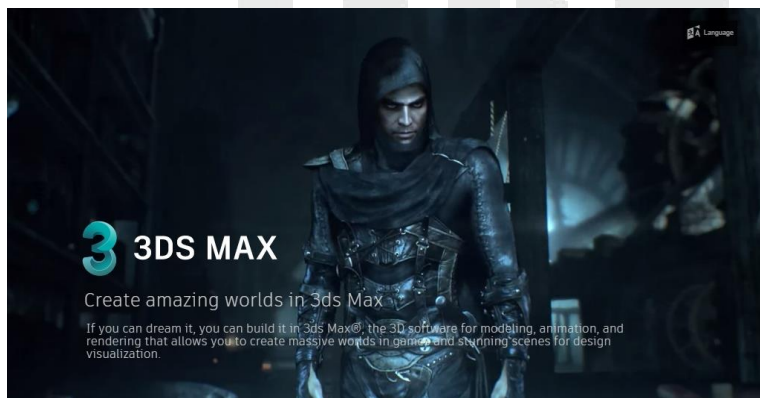 Language
3DS MAX
Create amazing worlds in 3ds Max
If you can dream it, you can build it in 3ds Max®, the 3D software for modeling, animation, and
rendering that allows you to create massive worlds in games and stunning scenes for design
visualization.